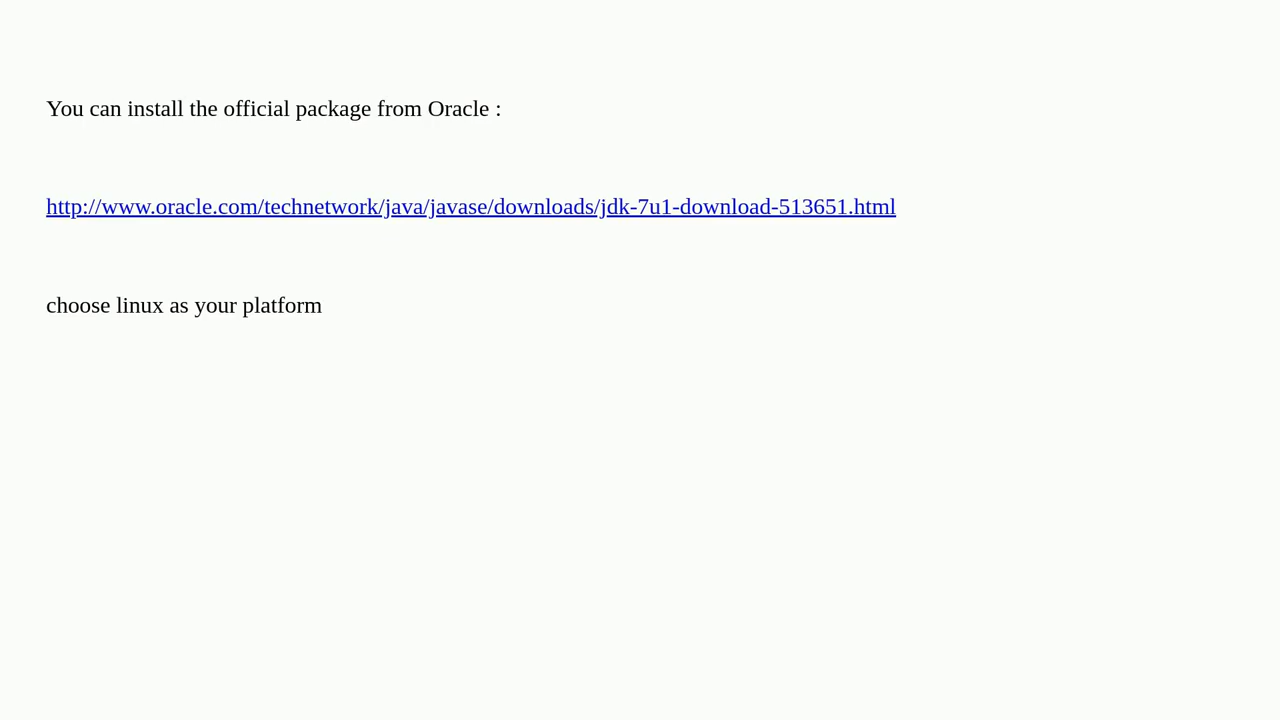 You can install the official package from Oracle :
http://www.oracle.com/technetwork/java/javase/downloads/jdk-7u1-download-513651.html
choose linux as your platform